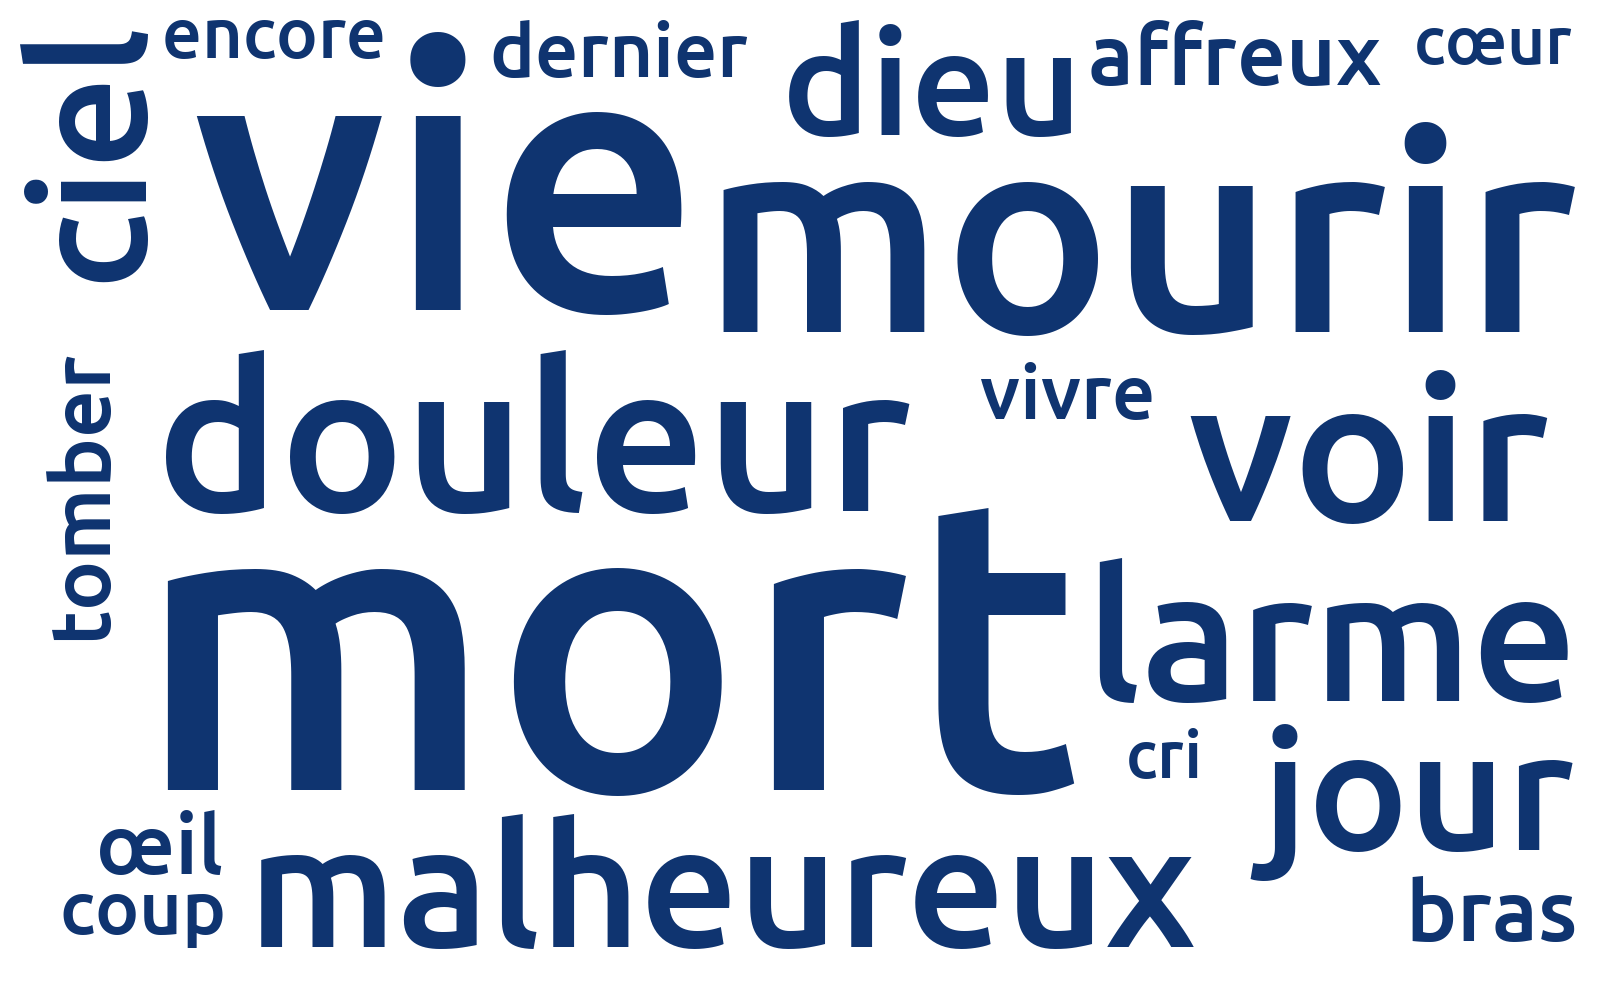 encore
dernier
dieu
affreux
cœur
ciel
vie
mourir
tomber
douleur
vivre
voir
mort
larme
cri
jour
œil
coup
malheureux
bras